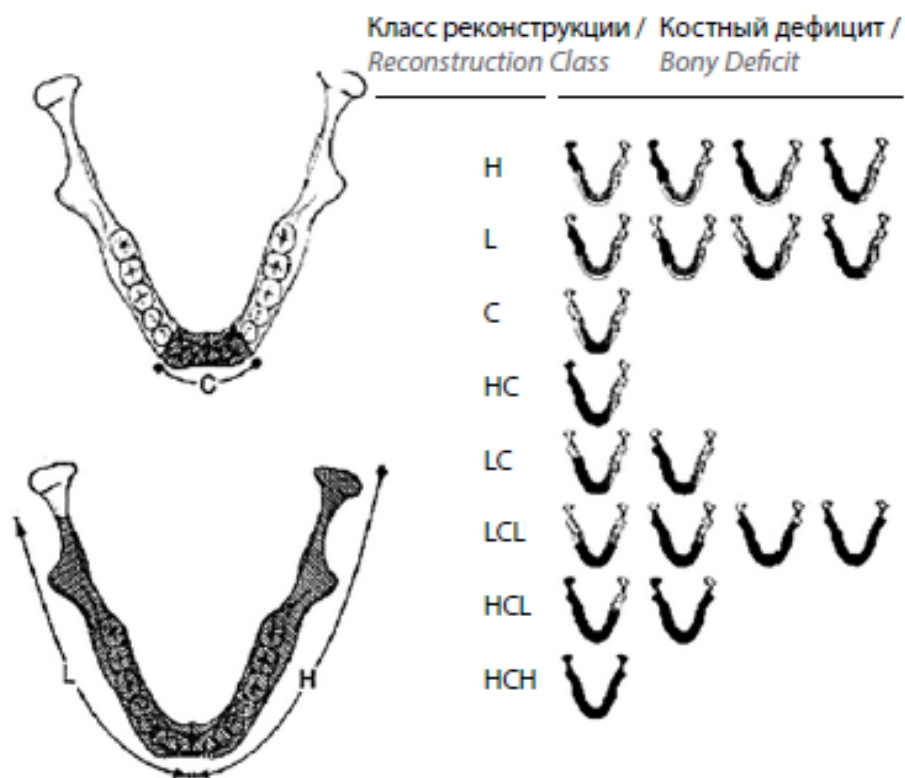 Класс реконструкции / Костный дефицит /
Reconstruction Class Bony Deficit
H
L
C
HC
LC
LCL
HCL
HCH
C
L
H